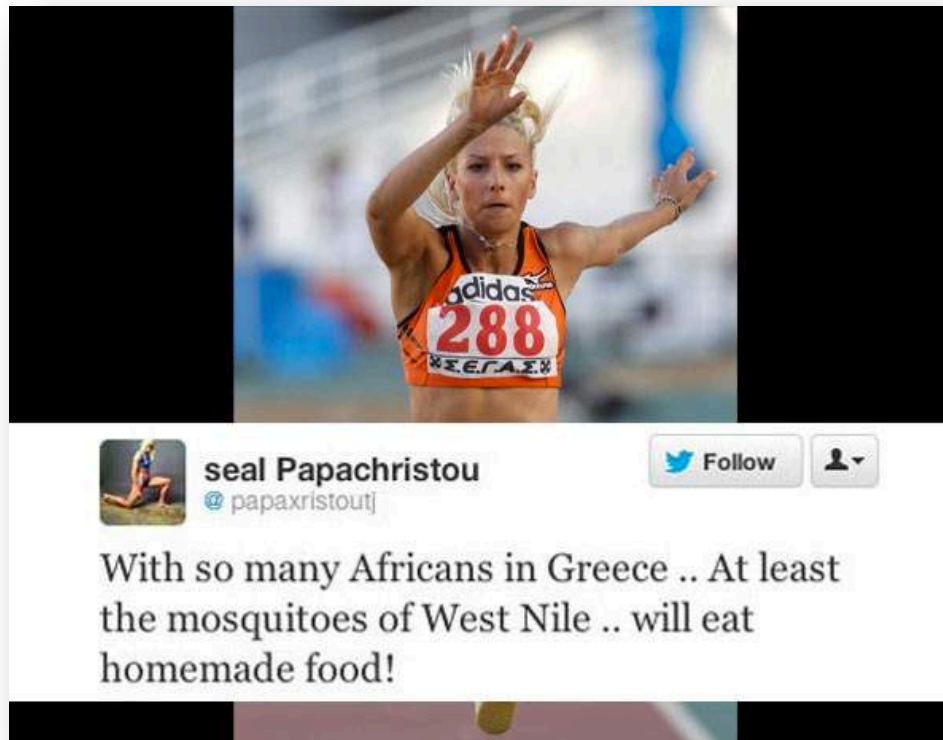 adidas
288
Σ.Ε.Γ.Α.Σ.
seal Papachristou
Follow
@ papaxristoutj
With so many Africans in Greece .. At least
the mosquitoes of West Nile .. will eat
homemade food!